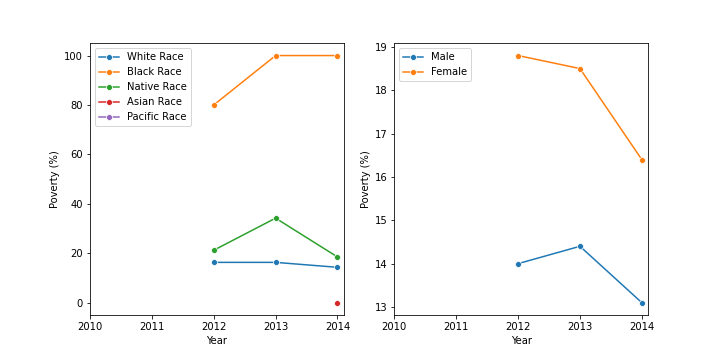 100
80
60
40
20
0
Poverty (%)
White Race
Black Race
Native Race
Asian Race
Pacific Race
2010 2011 2012 2013 2014
Year
19
18
17
16
15
14
13
Poverty (%)
Male
Female
2010 2011 2012 2013 2014
Year